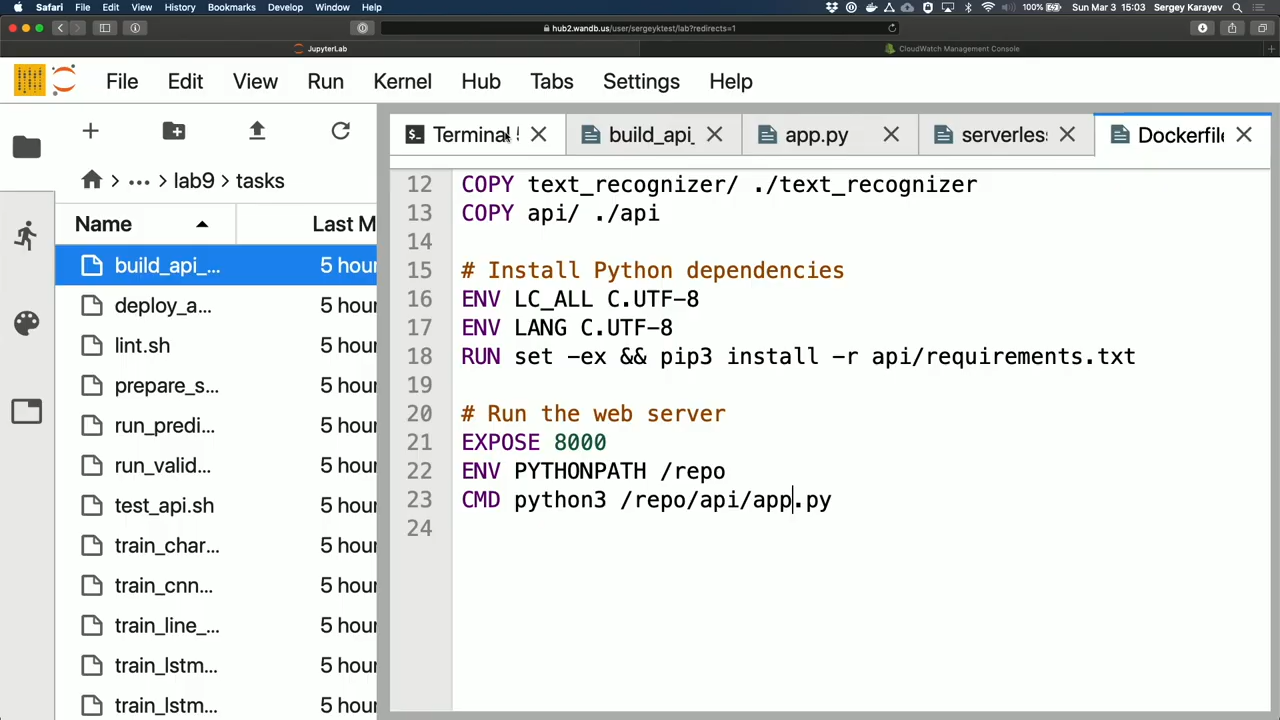 Safari File Edit View History Bookmarks Develop Window Help 100% Sun Mar 3 15:03 Sergey Karayev
hub2.wandb.us/user/sergeyktest/lab?redirects=1
JupyterLab CloudWatch Management Console
File Edit View Run Kernel Hub Tabs Settings Help
Terminal 5 build_api_ app.py serverless Dockerfile
... > lab9 > tasks
Name Last M
build_api_... 5 hour
deploy_a... 5 hour
lint.sh 5 hour
prepare_s... 5 hour
run_predi... 5 hour
run_valid... 5 hour
test_api.sh 5 hour
train_char... 5 hour
train_cnn... 5 hour
train_line_... 5 hour
train_lstm... 5 hour
train_lstm... 5 hour
12 COPY text_recognizer/ ./text_recognizer
13 COPY api/ ./api
14
15 # Install Python dependencies
16 ENV LC_ALL C.UTF-8
17 ENV LANG C.UTF-8
18 RUN set -ex && pip3 install -r api/requirements.txt
19
20 # Run the web server
21 EXPOSE 8000
22 ENV PYTHONPATH /repo
23 CMD python3 /repo/api/app.py
24